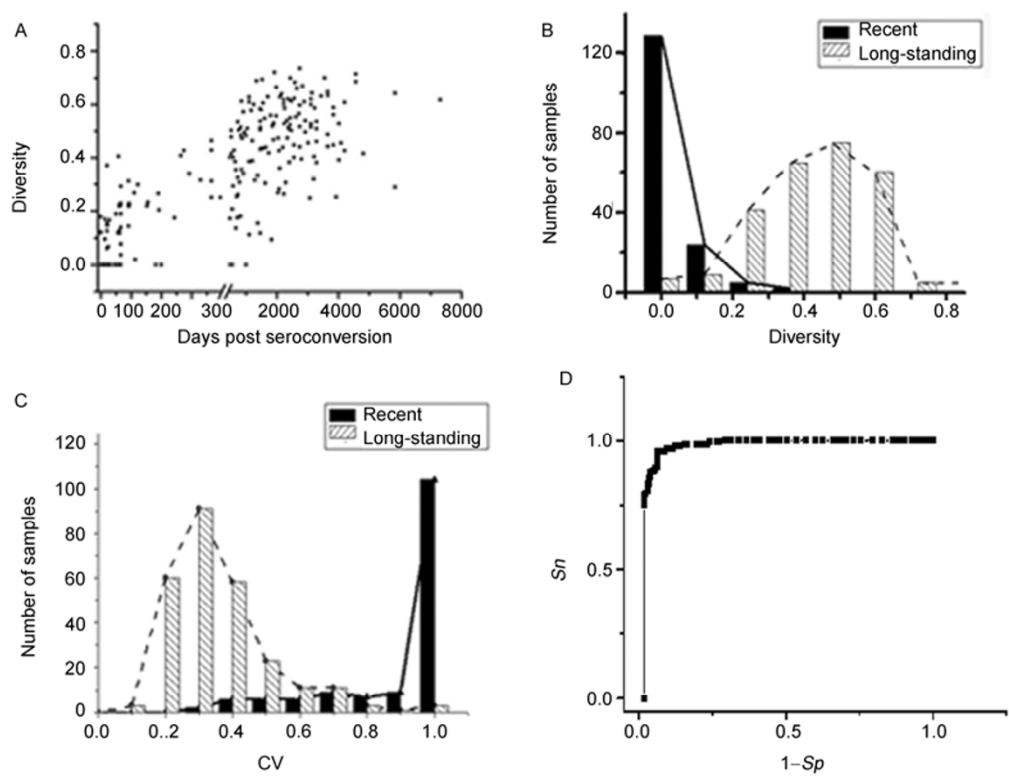 A
0.8
0.6
0.4
0.2
0.0
Diversity
0 100 200 300 2000 4000 6000 8000
Days post seroconversion
B
Recent
Long-standing
120
80
40
0
Number of samples
0.0 0.2 0.4 0.6 0.8
Diversity
C
Recent
Long-standing
120
100
80
60
40
20
0
Number of samples
0.0 0..2 0.4 0.6 0.8 1.0
CV
D
1.0
0.5
0.0
Sn
0.0 0.5 1.0
1−Sp